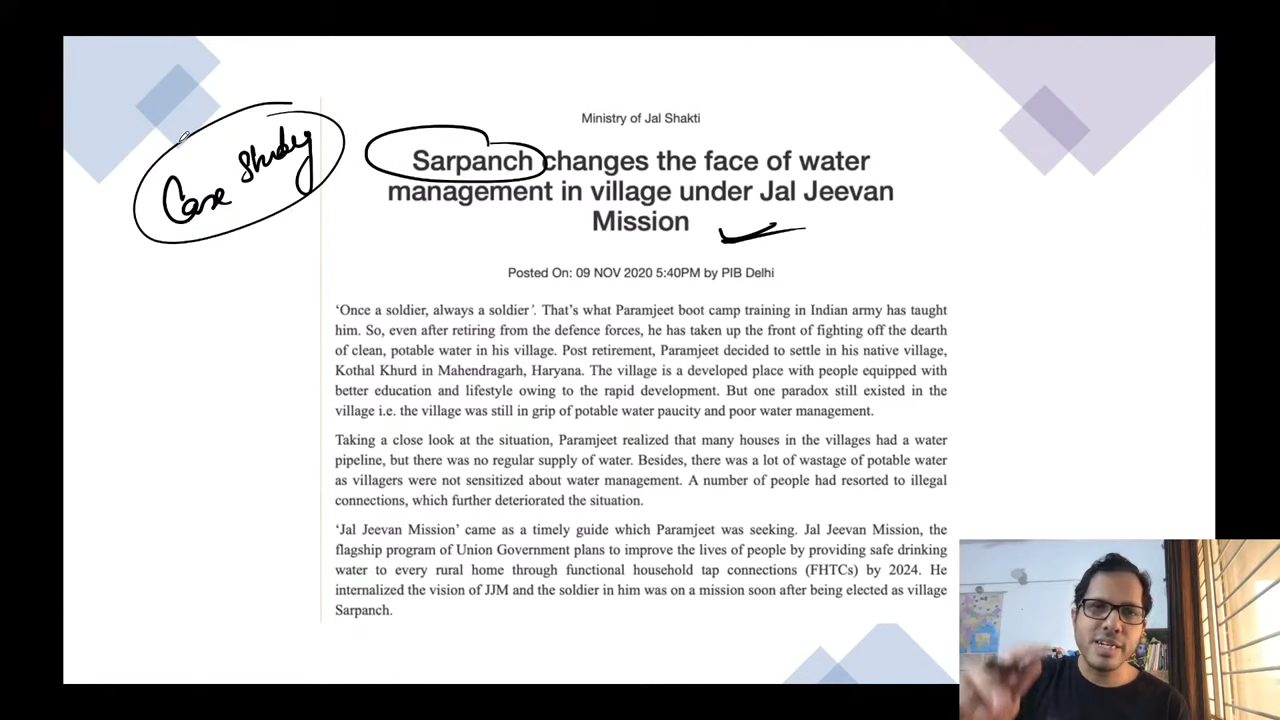 Case Study
Ministry of Jal Shakti
Sarpanch changes the face of water
management in village under Jal Jeevan
Mission
Posted On: 09 NOV 2020 5:40PM by PIB Delhi
‘Once a soldier, always a soldier’. That’s what Paramjeet boot camp training in Indian army has taught
him. So, even after retiring from the defence forces, he has taken up the front of fighting off the dearth
of clean, potable water in his village. Post retirement, Paramjeet decided to settle in his native village,
Kothal Khurd in Mahendragarh, Haryana. The village is a developed place with people equipped with
better education and lifestyle owing to the rapid development. But one paradox still existed in the
village i.e. the village was still in grip of potable water paucity and poor water management.
Taking a close look at the situation, Paramjeet realized that many houses in the villages had a water
pipeline, but there was no regular supply of water. Besides, there was a lot of wastage of potable water
as villagers were not sensitized about water management. A number of people had resorted to illegal
connections, which further deteriorated the situation.
‘Jal Jeevan Mission’ came as a timely guide which Paramjeet was seeking. Jal Jeevan Mission, the
flagship program of Union Government plans to improve the lives of people by providing safe drinking
water to every rural home through functional household tap connections (FHTCs) by 2024. He
internalized the vision of JJM and the soldier in him was on a mission soon after being elected as village
Sarpanch.